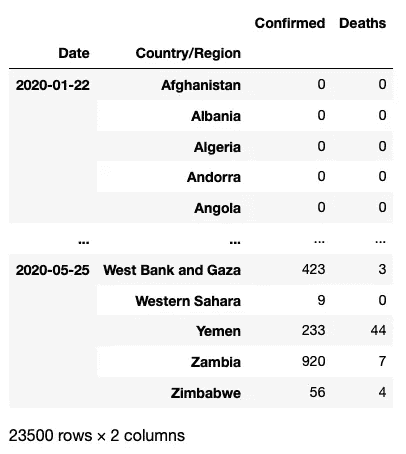 Confirmed Deaths
Date Country/Region
2020-01-22 Afghanistan 0 0
Albania 0 0
Algeria 0 0
Andorra 0 0
Angola 0 0
... ... ... ...
2020-05-25 West Bank and Gaza 423 3
Western Sahara 9 0
Yemen 233 44
Zambia 920 7
Zimbabwe 56 4
23500 rows × 2 columns